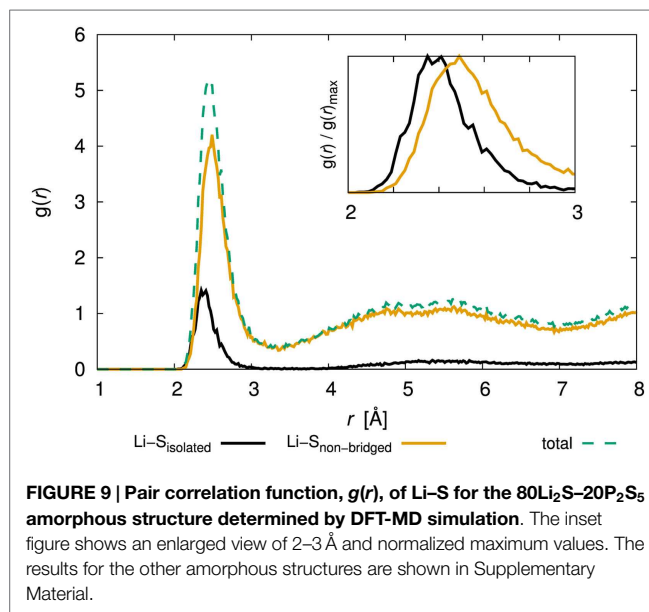 6
5
4
3
2
1
0
g(r)
g(r) / g(r)max
2 3
1 2 3 4 5 6 7 8
r [Å]
Li–Sisolated Li–Snon-bridged total
FIGURE 9 | Pair correlation function, g(r), of Li–S for the 80Li₂S–20P₂S₅
amorphous structure determined by DFT-MD simulation. The inset
figure shows an enlarged view of 2–3 Å and normalized maximum values. The
results for the other amorphous structures are shown in Supplementary
Material.